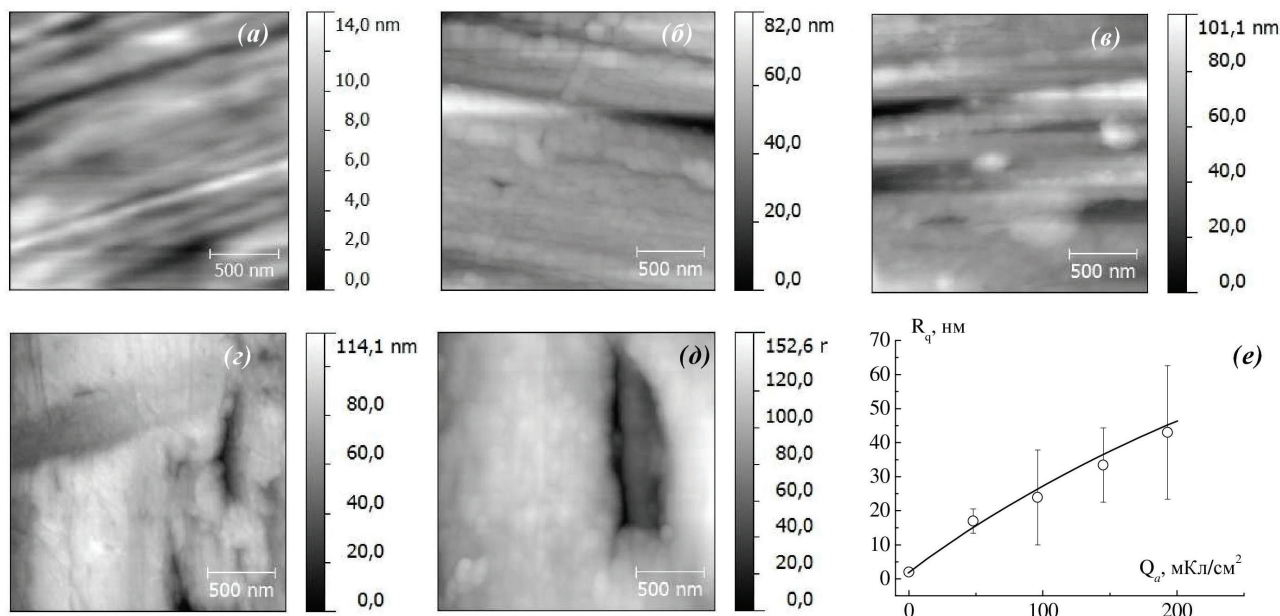 (а)
14,0 nm
10,0
8,0
6,0
4,0
2,0
0,0
500 nm
(б)
82,0 nm
60,0
40,0
20,0
0,0
500 nm
(в)
101,1 nm
80,0
60,0
40,0
20,0
0,0
500 nm
(г)
114,1 nm
80,0
60,0
40,0
20,0
0,0
500 nm
(д)
152,6 r
120,0
100,0
80,0
60,0
40,0
20,0
0,0
500 nm
R_q, нм
(е)
70
60
50
40
30
20
10
0
Q_a, мКл/см²
0
100
200